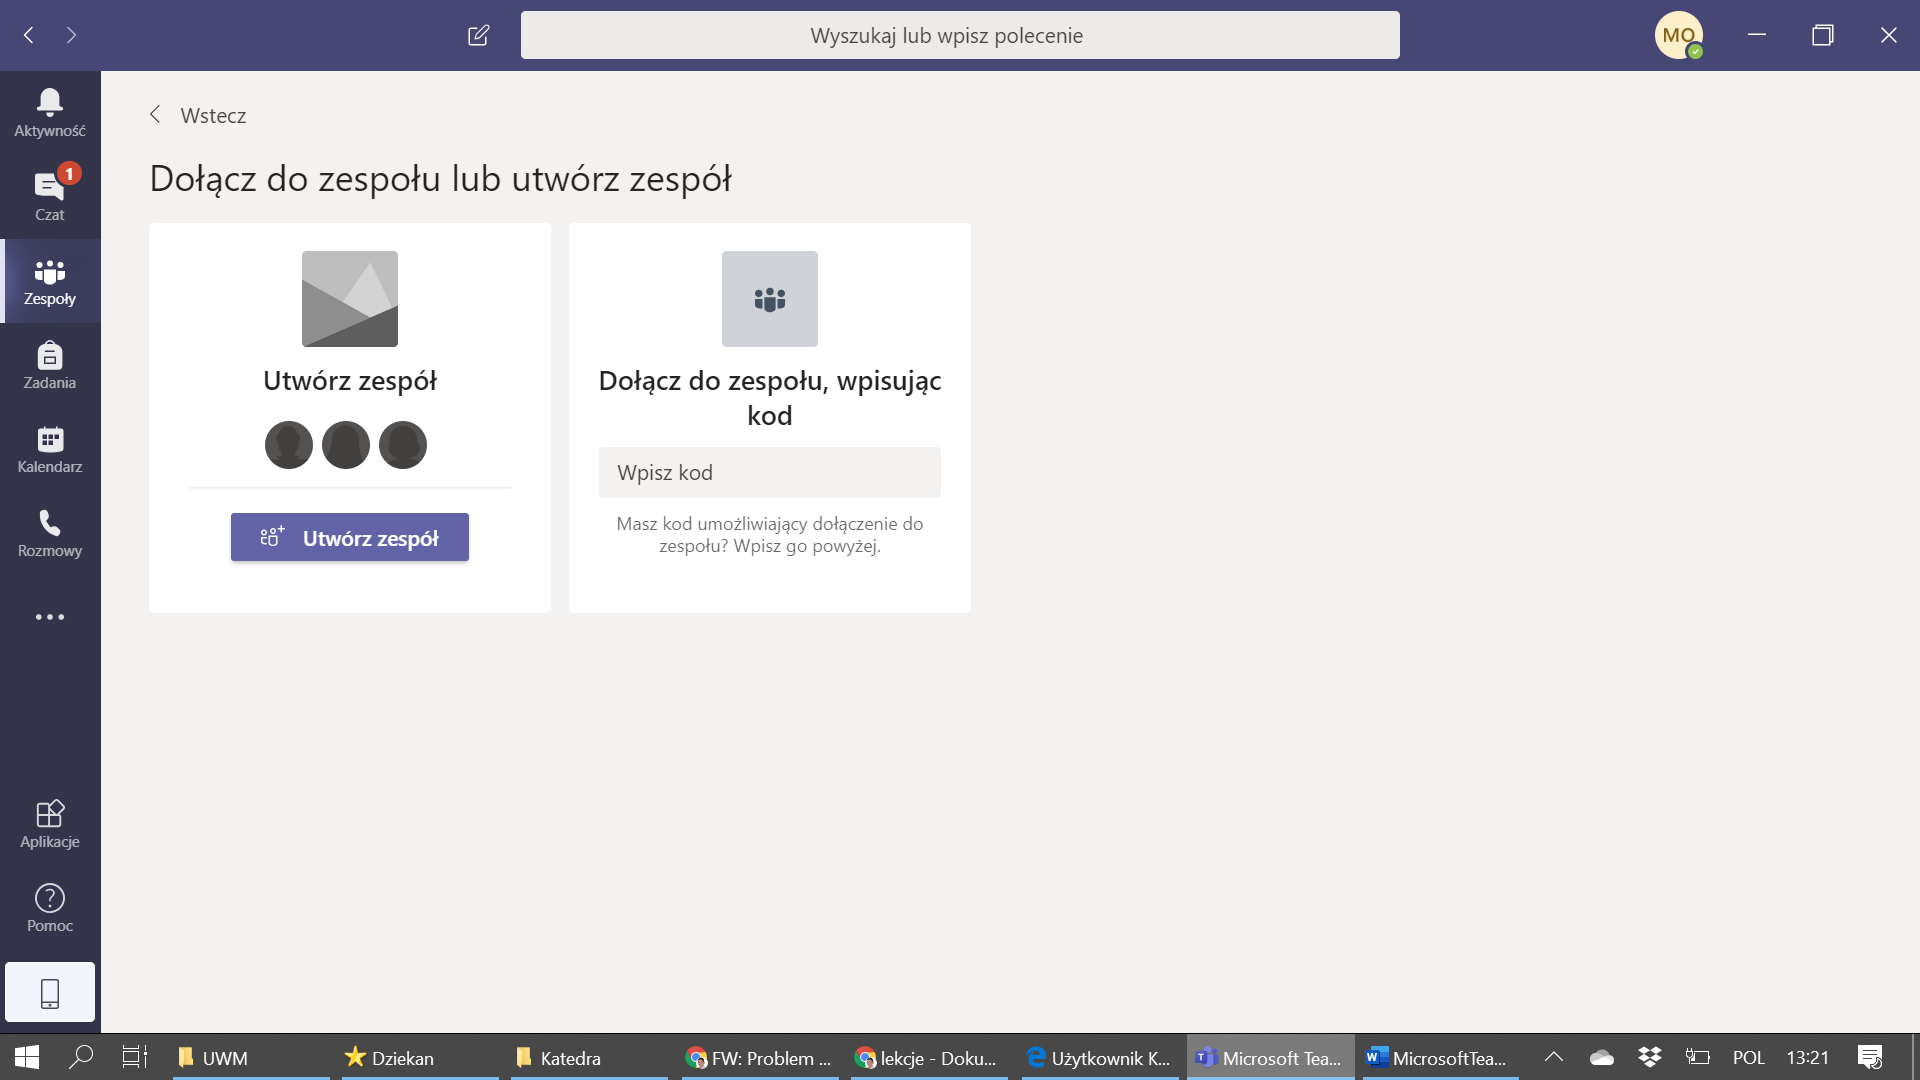 Wyszukaj lub wpisz polecenie
MO
Aktywność
1
Czat
Zespoły
Zadania
Kalendarz
Rozmowy
Aplikacje
Pomoc
Wstecz
Dołącz do zespołu lub utwórz zespół
Utwórz zespół
Utwórz zespół
Dołącz do zespołu, wpisując
kod
Wpisz kod
Masz kod umożliwiający dołączenie do
zespołu? Wpisz go powyżej.
UWM
Dziekan
Katedra
FW: Problem ...
lekcje - Doku...
Użytkownik K...
Microsoft Tea...
MicrosoftTea...
POL
13:21